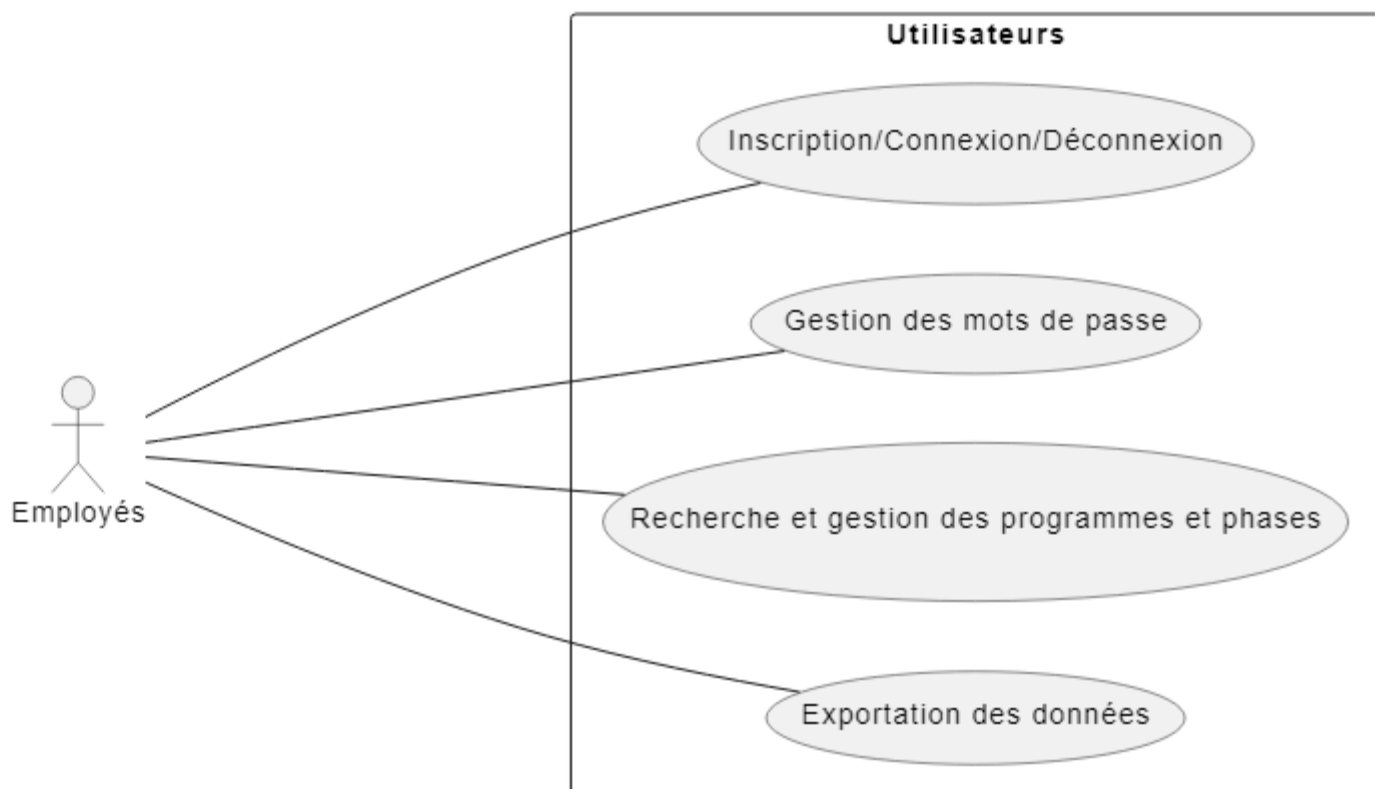 Utilisateurs
Inscription/Connexion/Déconnexion
Gestion des mots de passe
Employés
Recherche et gestion des programmes et phases
Exportation des données